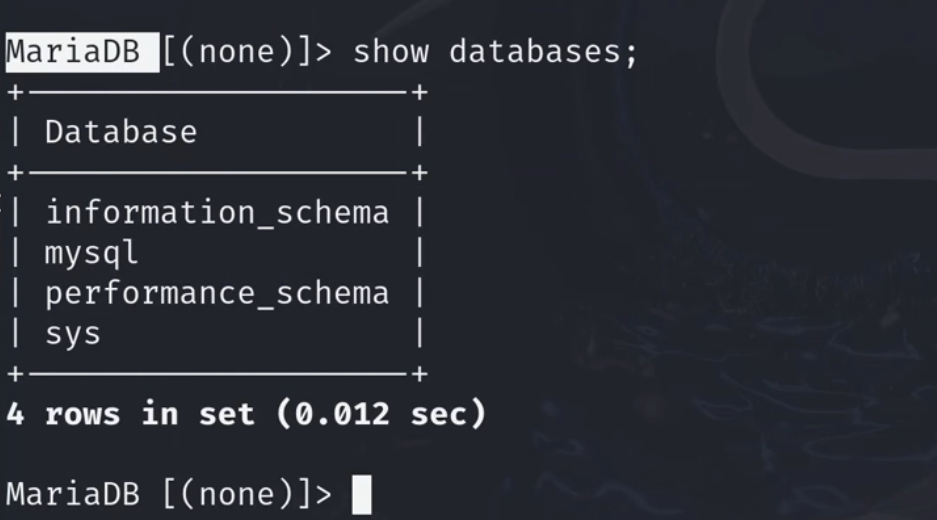 MariaDB [(none)]> show databases;
+--------------------+
| Database           |
+--------------------+
| information_schema |
| mysql              |
| performance_schema |
| sys                |
+--------------------+
4 rows in set (0.012 sec)
MariaDB [(none)]>